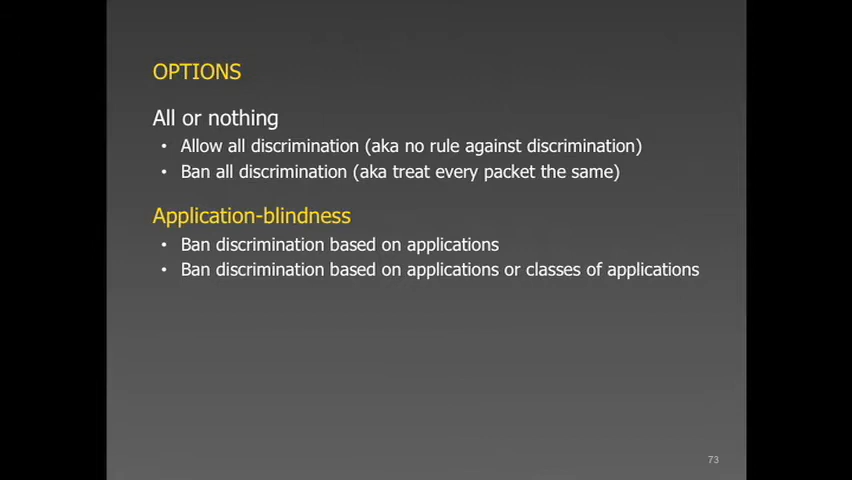 OPTIONS
All or nothing
• Allow all discrimination (aka no rule against discrimination)
• Ban all discrimination (aka treat every packet the same)
Application-blindness
• Ban discrimination based on applications
• Ban discrimination based on applications or classes of applications
73